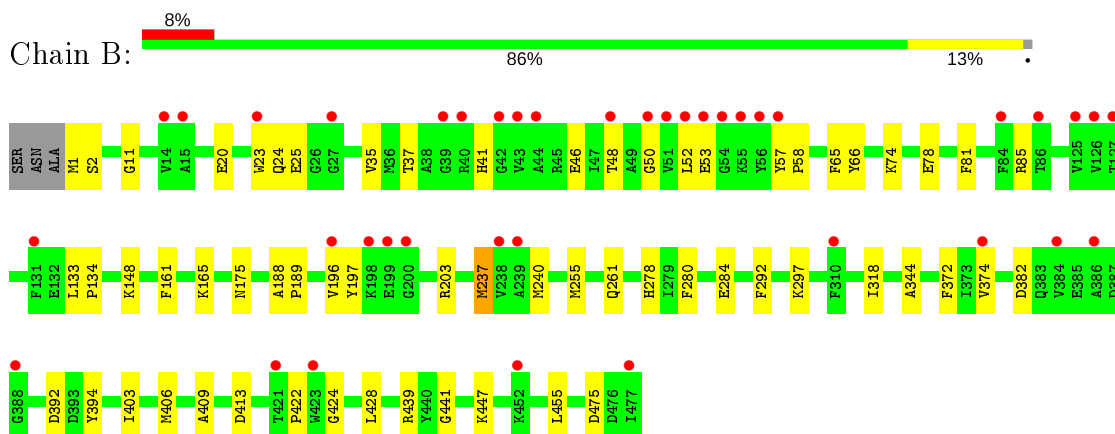 8%
Chain B:
86% 13%
SER ASN ALA M1 S2 G11 V14 A15 E20 W23 Q24 E25 G26 G27 V35 M36 T37 A38 G39 R40 H41 G42 V43 A44 R45 E46 I47 T48 A49 G50 V51 L52 E53 G54 K55 Y56 Y57 P58 F65 Y66 K74 E78 F81 F84 R85 T86 V125 V126 T127
F131 E132 L133 P134 K148 F161 K165 N175 A188 P189 V196 Y197 K198 E199 G200 R203 M237 V238 A239 M240 M255 Q261 H278 I279 F280 E284 F292 K297 F310 I318 A344 F372 I373 V374 D382 Q383 V384 E385 A386 D387
G388 D392 D393 Y394 I403 M406 A409 D413 T421 P422 W423 G424 L428 R439 Y440 G441 K447 K452 L455 D475 D476 I477